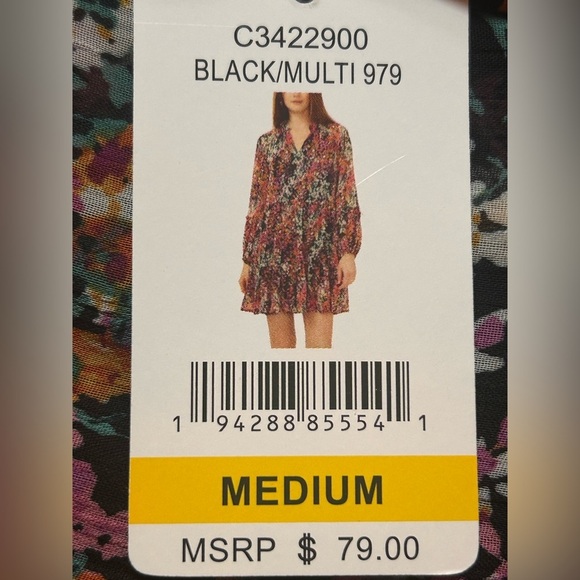 C3422900
BLACK/MULTI 979
1 94288 85554 1
MEDIUM
MSRP $ 79.00